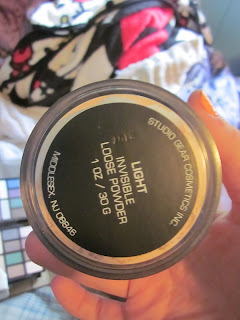 STUDIO GEAR COSMETICS INC.
LIGHT
INVISIBLE
LOOSE POWDER
1 OZ / 30 G
MIDDLESEX, NJ 08846